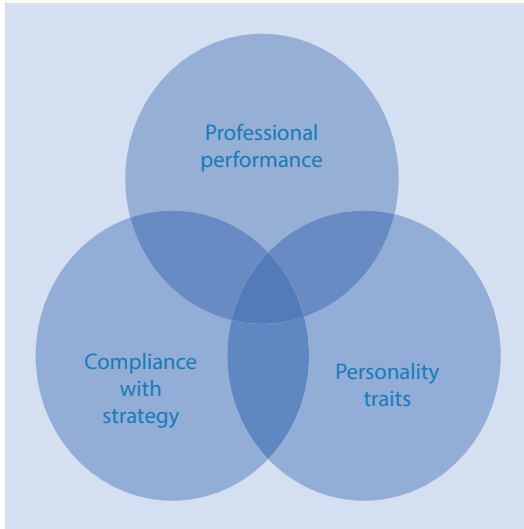 Professional
performance
Compliance
with
strategy
Personality
traits